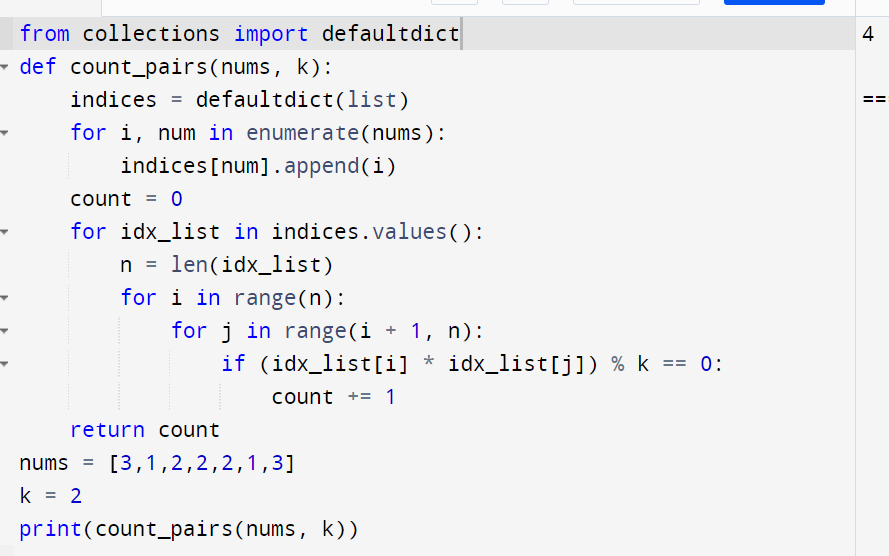 from collections import defaultdict
def count_pairs(nums, k):
    indices = defaultdict(list)
    for i, num in enumerate(nums):
        indices[num].append(i)
    count = 0
    for idx_list in indices.values():
        n = len(idx_list)
        for i in range(n):
            for j in range(i + 1, n):
                if (idx_list[i] * idx_list[j]) % k == 0:
                    count += 1
    return count
nums = [3,1,2,2,2,1,3]
k = 2
print(count_pairs(nums, k))
4
==